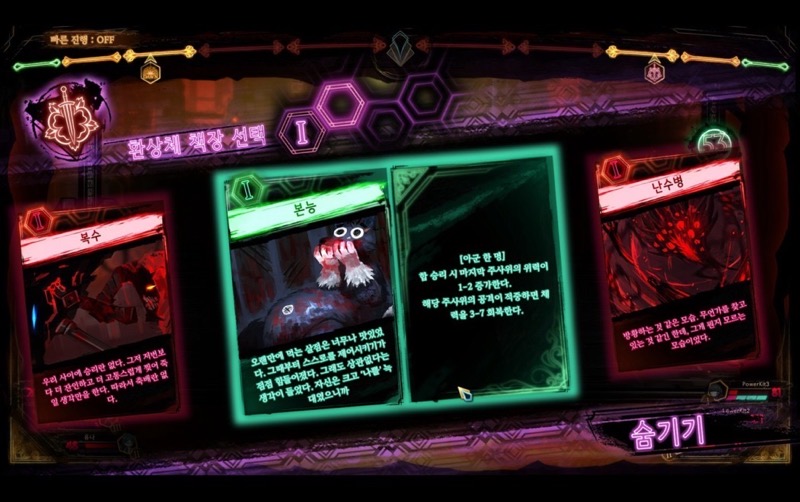 빠른 진행 : OFF
환상체 책장 선택
I
53
I
복수
우리 사이에 승리란 없다. 그저 저번보
다 더 잔인하고 더 고통스럽게 찢어 죽
일 생각만을 한다. 따라서 축배란 없
다.
I
본능
오랜만에 먹는 살점은 너무나 맛있었
다. 그때부터 스스로를 제어시키기가
점점 힘들어졌다. 그래도 상관없다는
생각이 들었다. 자신은 크고 '나쁠' 늑
대였으니까
[아군 한 명]
합 승리 시 마지막 주사위의 위력이
1~2 증가한다.
해당 주사위의 공격이 적중하면 체
력을 3~7 회복한다.
I
난수병
방황하는 것 같은 모습. 무언가를 찾고
있는 것 같긴 한데, 그게 뭔지 모르는
모습이었다.
PowerKit3
숨기기